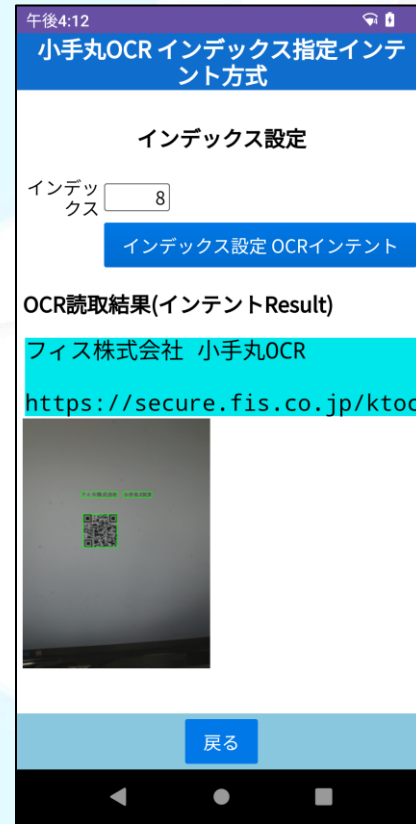 午後4:12
小手丸OCR インデックス指定インテ
ント方式
インデックス設定
インデッ
クス
8
インデックス設定 OCRインテント
OCR読取結果(インテントResult)
フィス株式会社 小手丸OCR
https://secure.fis.co.jp/ktoc
戻る